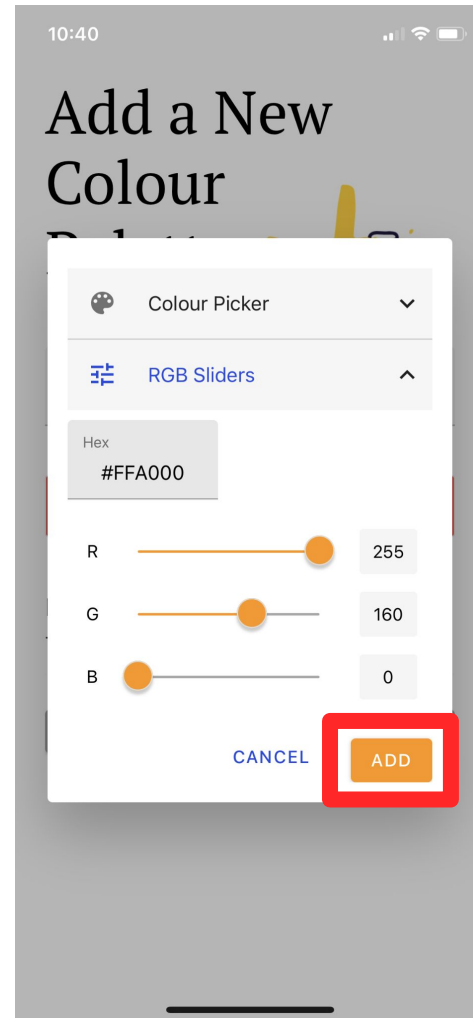 10:40
Add a New
Colour
Colour Picker
RGB Sliders
Hex
#FFA000
R
255
G
160
B
0
CANCEL
ADD